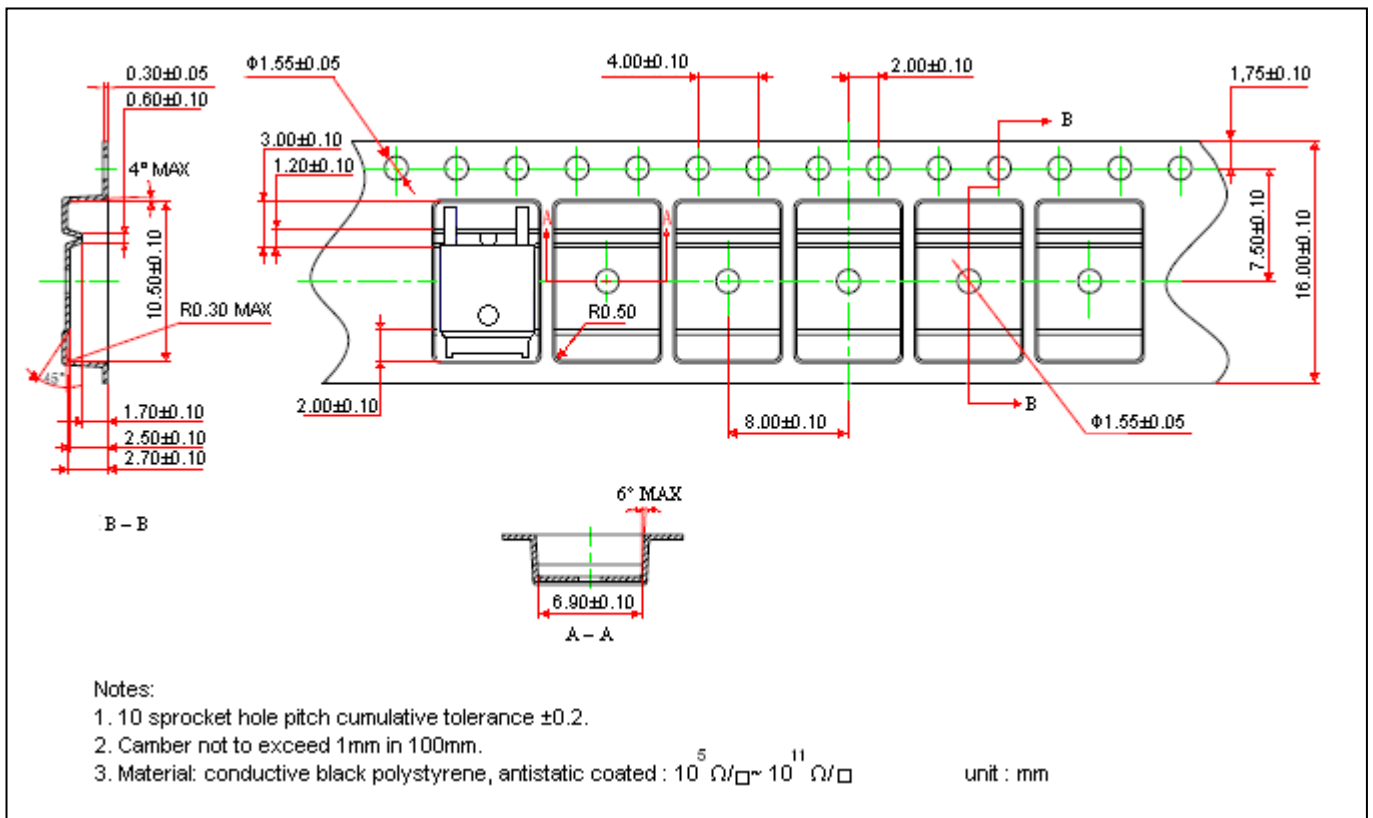 0.30±0.05
Φ1.55±0.05
4.00±0.10
2.00±0.10
1,75±0.10
0.60±0.10
B
3.00±0.10
4° MAX
1.20±0.10
A
A
7.50±0.10
16.00±0.10
10.50±0.10
R0.30 MAX
R0.50
45°
2.00±0.10
B
1.70±0.10
8.00±0.10
Φ1.55±0.05
2.50±0.10
2.70±0.10
6° MAX
B – B
6.90±0.10
A – A
Notes:
1. 10 sprocket hole pitch cumulative tolerance ±0.2.
2. Camber not to exceed 1mm in 100mm.
3. Material: conductive black polystyrene, antistatic coated : 10⁵ Ω/□~ 10¹¹ Ω/□ unit : mm